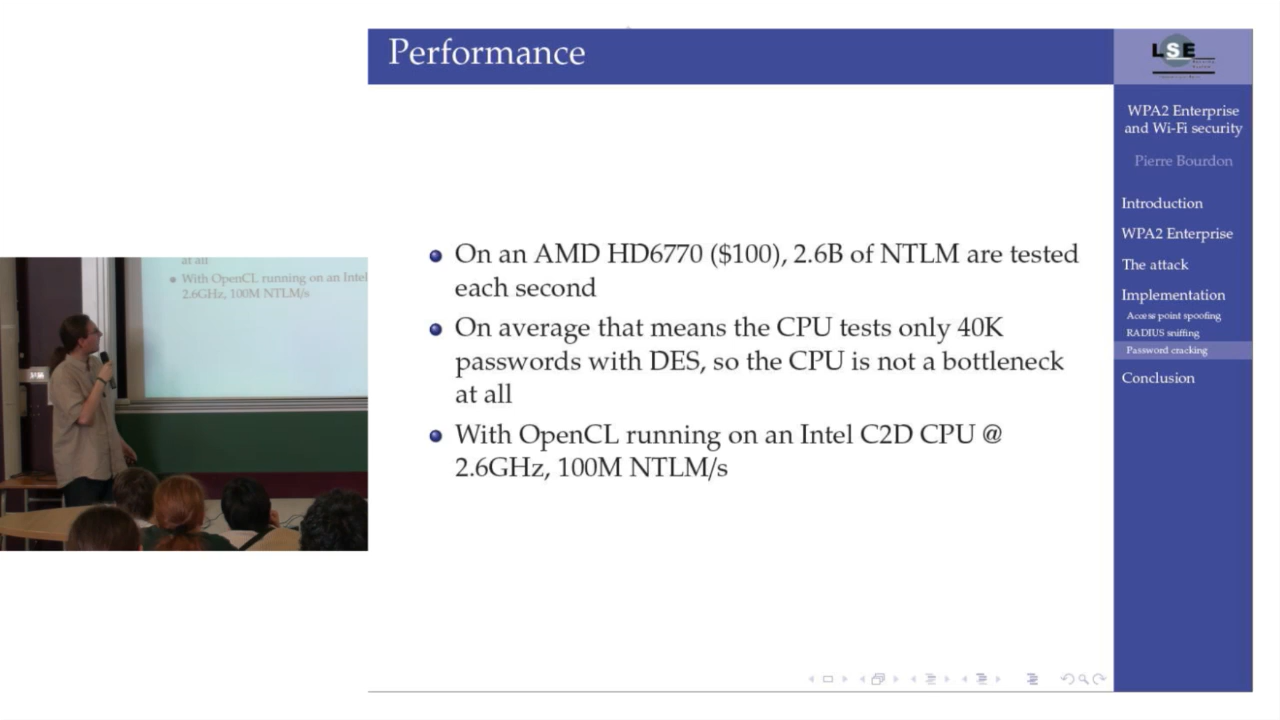 Performance
LSE
WPA2 Enterprise
and Wi-Fi security
Pierre Bourdon
Introduction
WPA2 Enterprise
The attack
Implementation
Access point spoofing
RADIUS sniffing
Password cracking
Conclusion
On an AMD HD6770 ($100), 2.6B of NTLM are tested
each second
On average that means the CPU tests only 40K
passwords with DES, so the CPU is not a bottleneck
at all
With OpenCL running on an Intel C2D CPU @
2.6GHz, 100M NTLM/s
at all
With OpenCL running on an Intel
2.6GHz, 100M NTLM/s